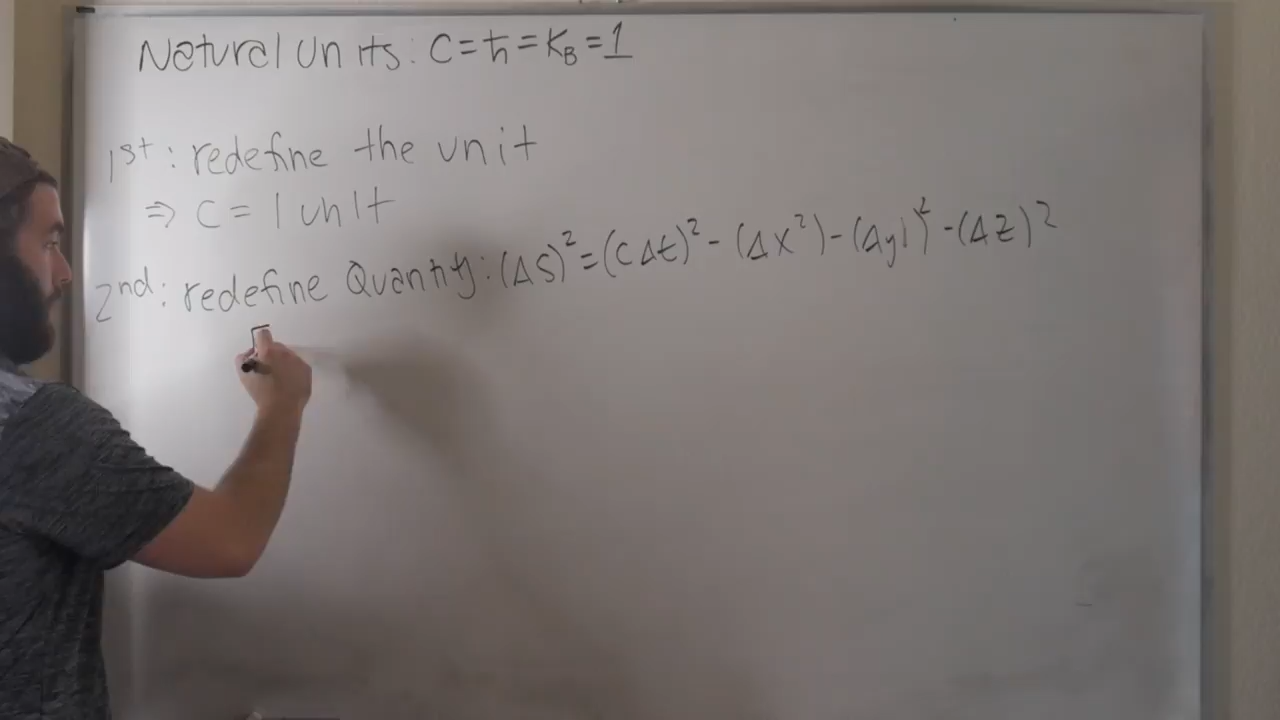 Natural Units: C = ħ = K_B = 1
1st: redefine the unit
⇒ C = 1 unit
2nd: redefine Quantity: (ΔS)² = (CΔt)² - (Δx²) - (Δy)² - (Δz)²